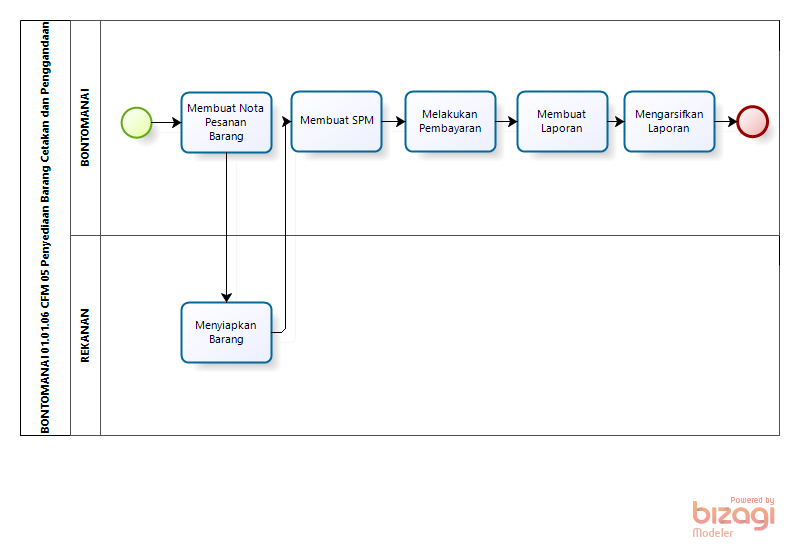 BONTOMANAI 01.01.06 CFM 05 Penyediaan Barang Cetakan dan Penggandaan
BONTOMANAI
Membuat Nota
Pesanan
Barang
Membuat SPM
Melakukan
Pembayaran
Membuat
Laporan
Mengarsifkan
Laporan
REKANAN
Menyiapkan
Barang
Powered by
bizagi
Modeler